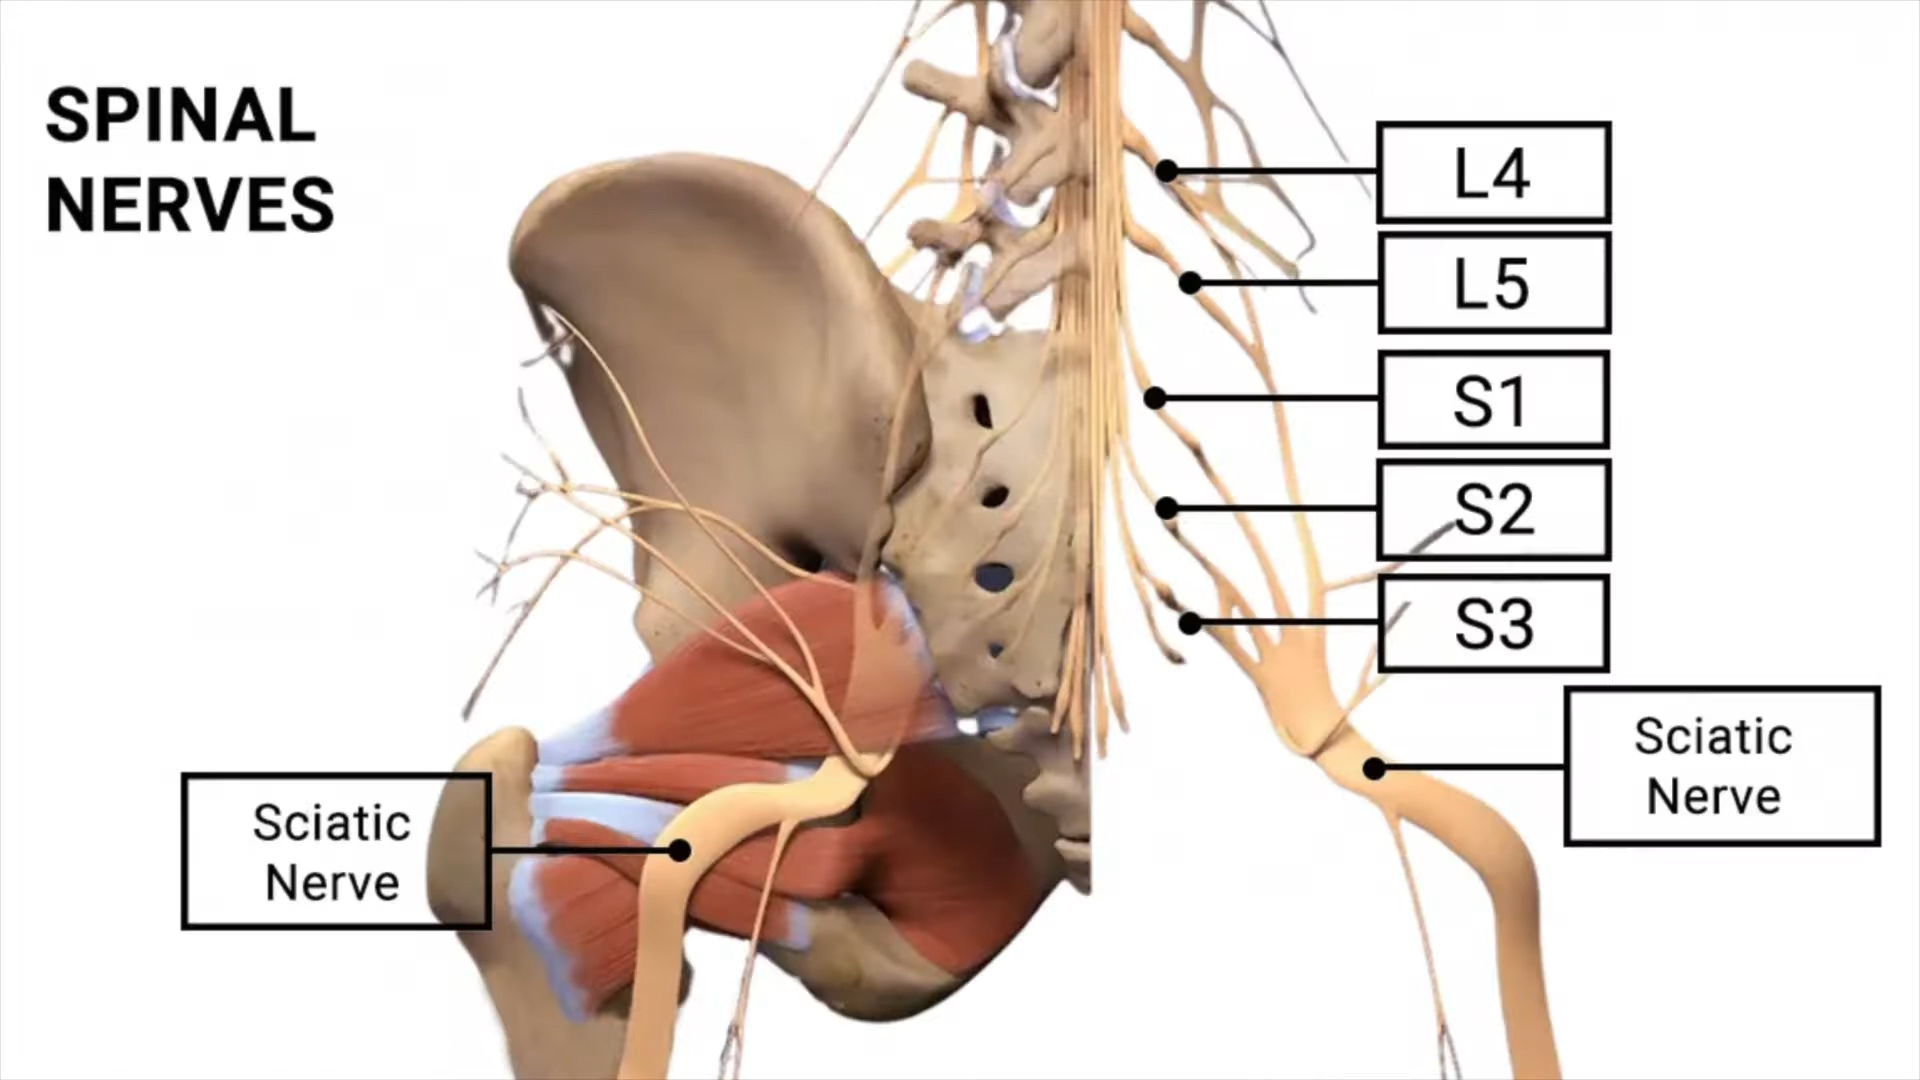 SPINAL
NERVES
L4
L5
S1
S2
S3
Sciatic
Nerve
Sciatic
Nerve